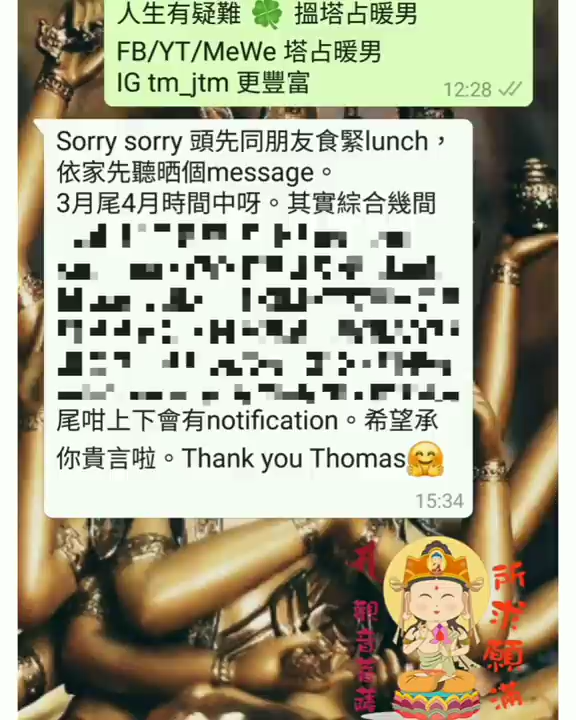 人生有疑難 🍀 搵塔占暖男
FB/YT/MeWe 塔占暖男
IG tm_jtm 更豐富
12:28
Sorry sorry 頭先同朋友食緊lunch，
依家先聽晒個message。
3月尾4月時間中呀。其實綜合幾間
尾咁上下會有notification。希望承
你貴言啦。Thank you Thomas🤗
15:34
觀音菩薩
所求願滿